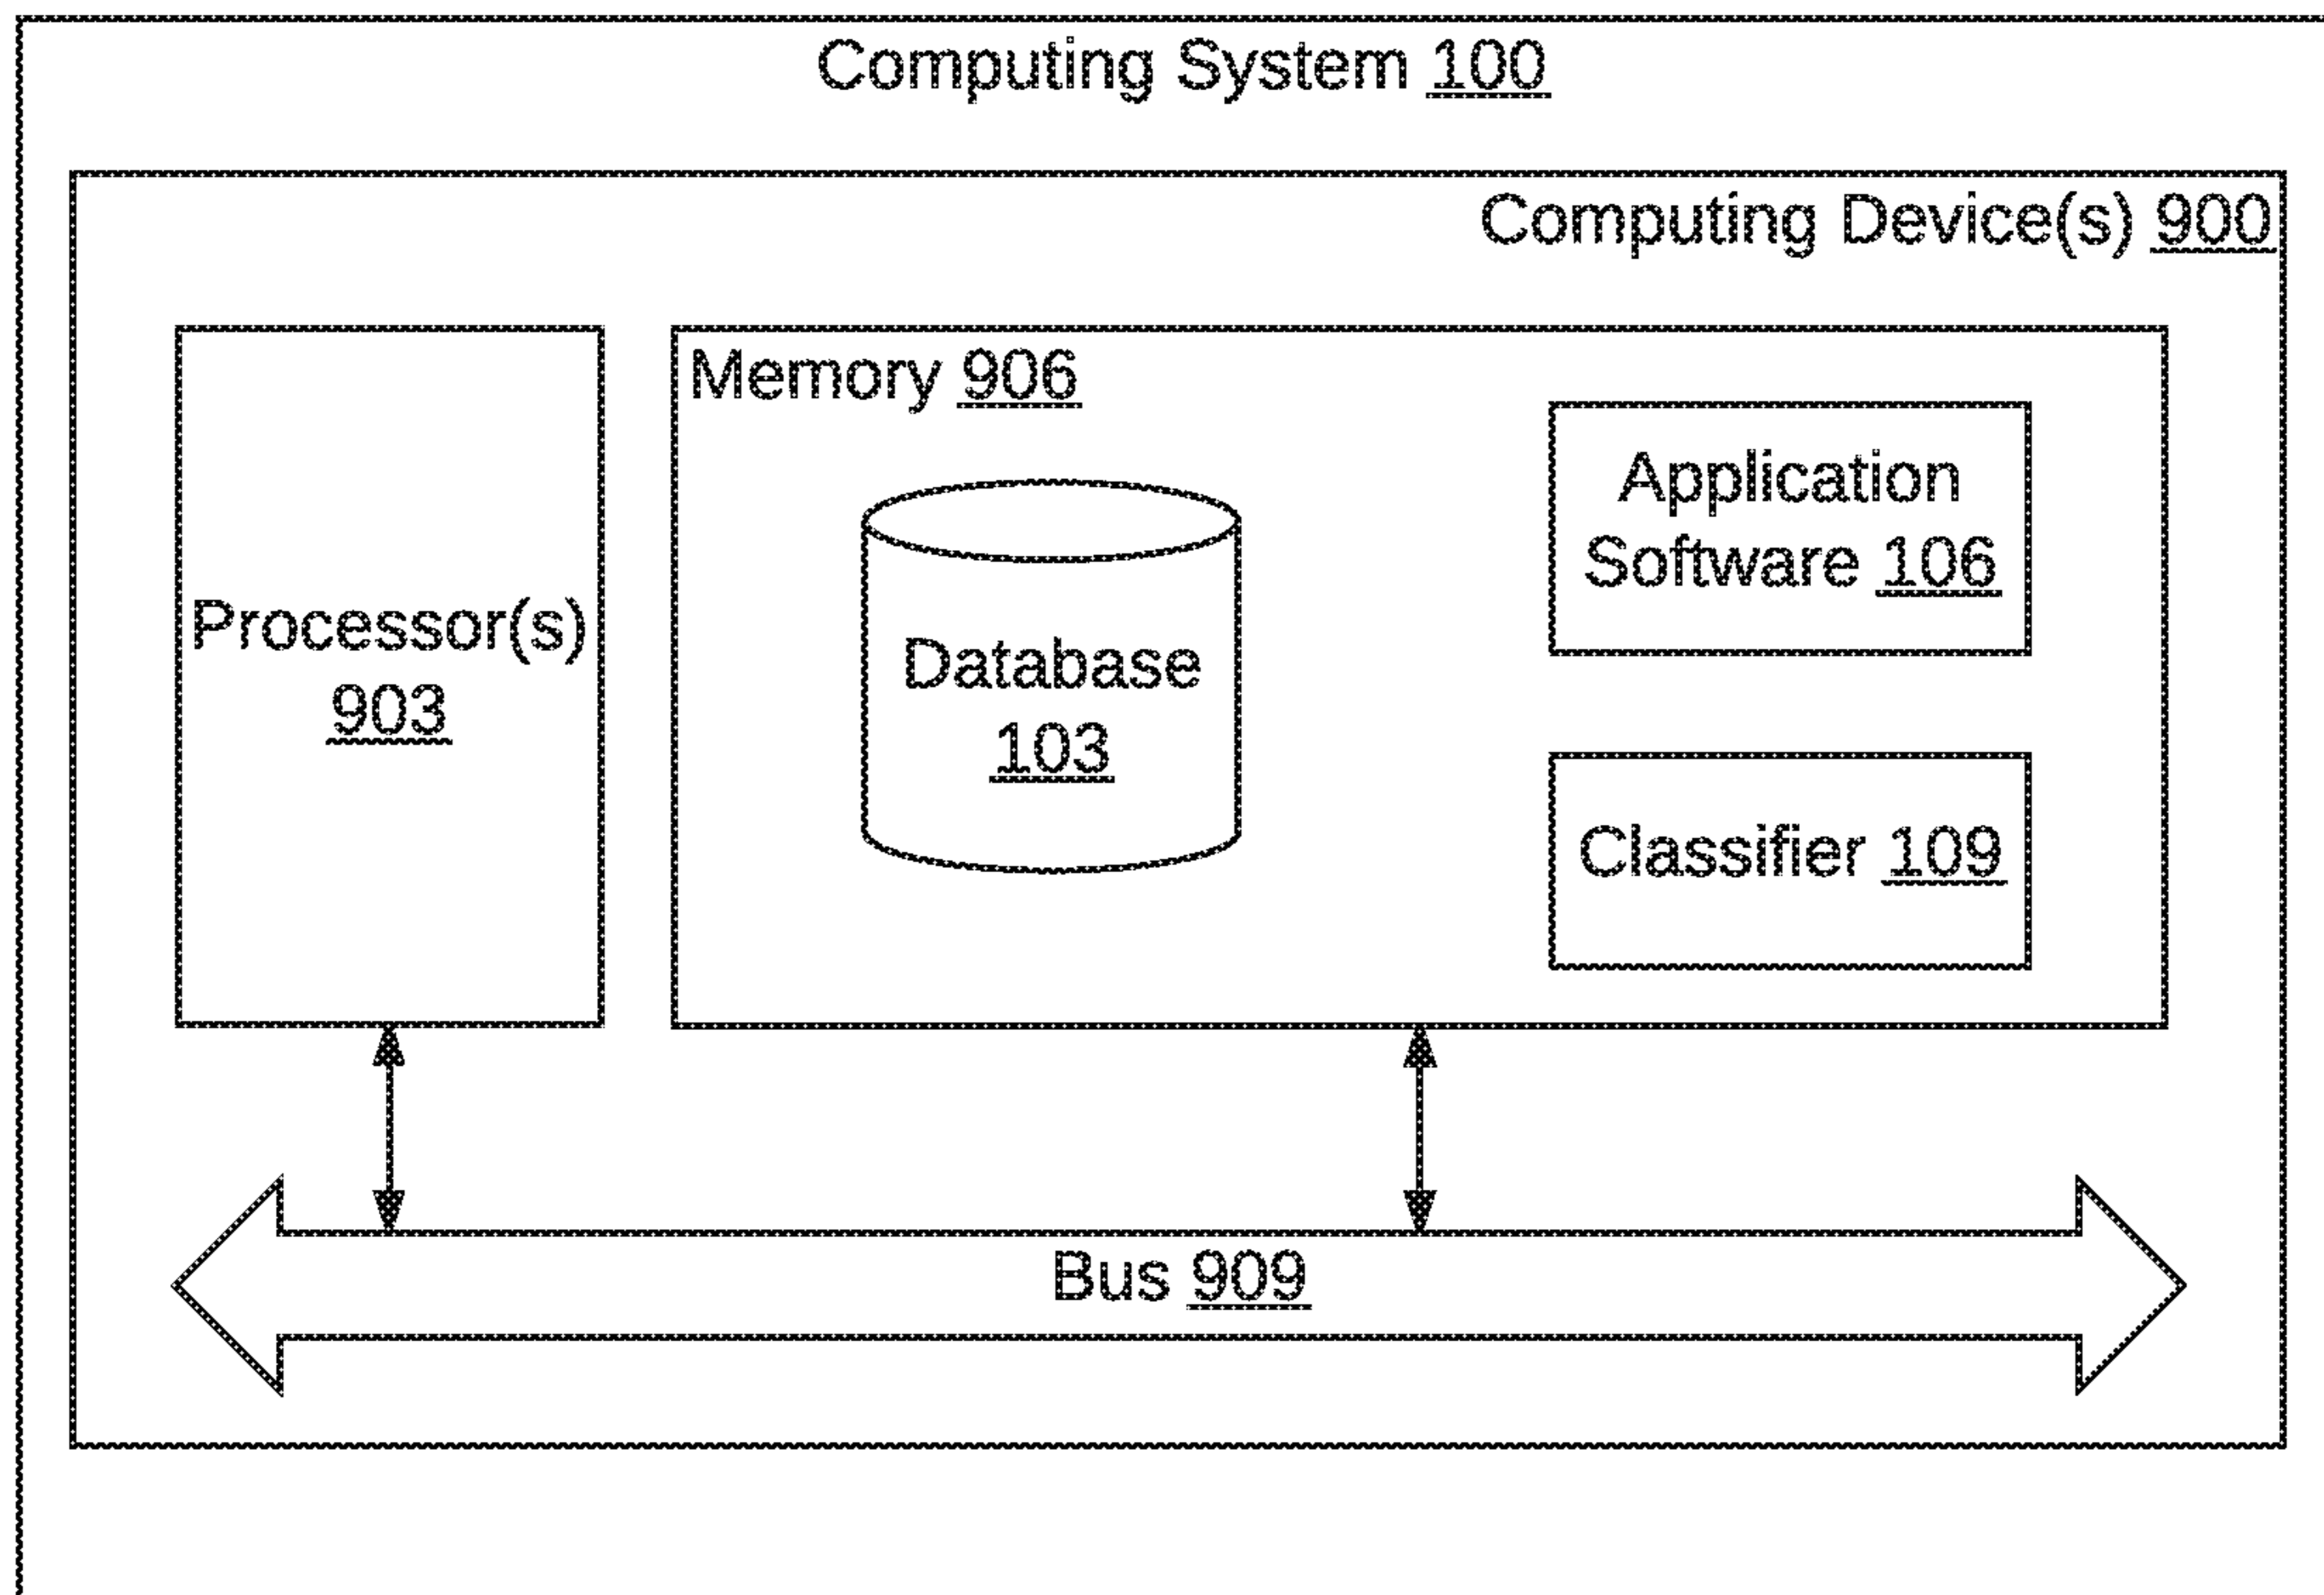 Computing System 100
Computing Device(s) 900
Memory 906
Application
Software 106
Processor(s)
903
Database
103
Classifier 109
Bus 909